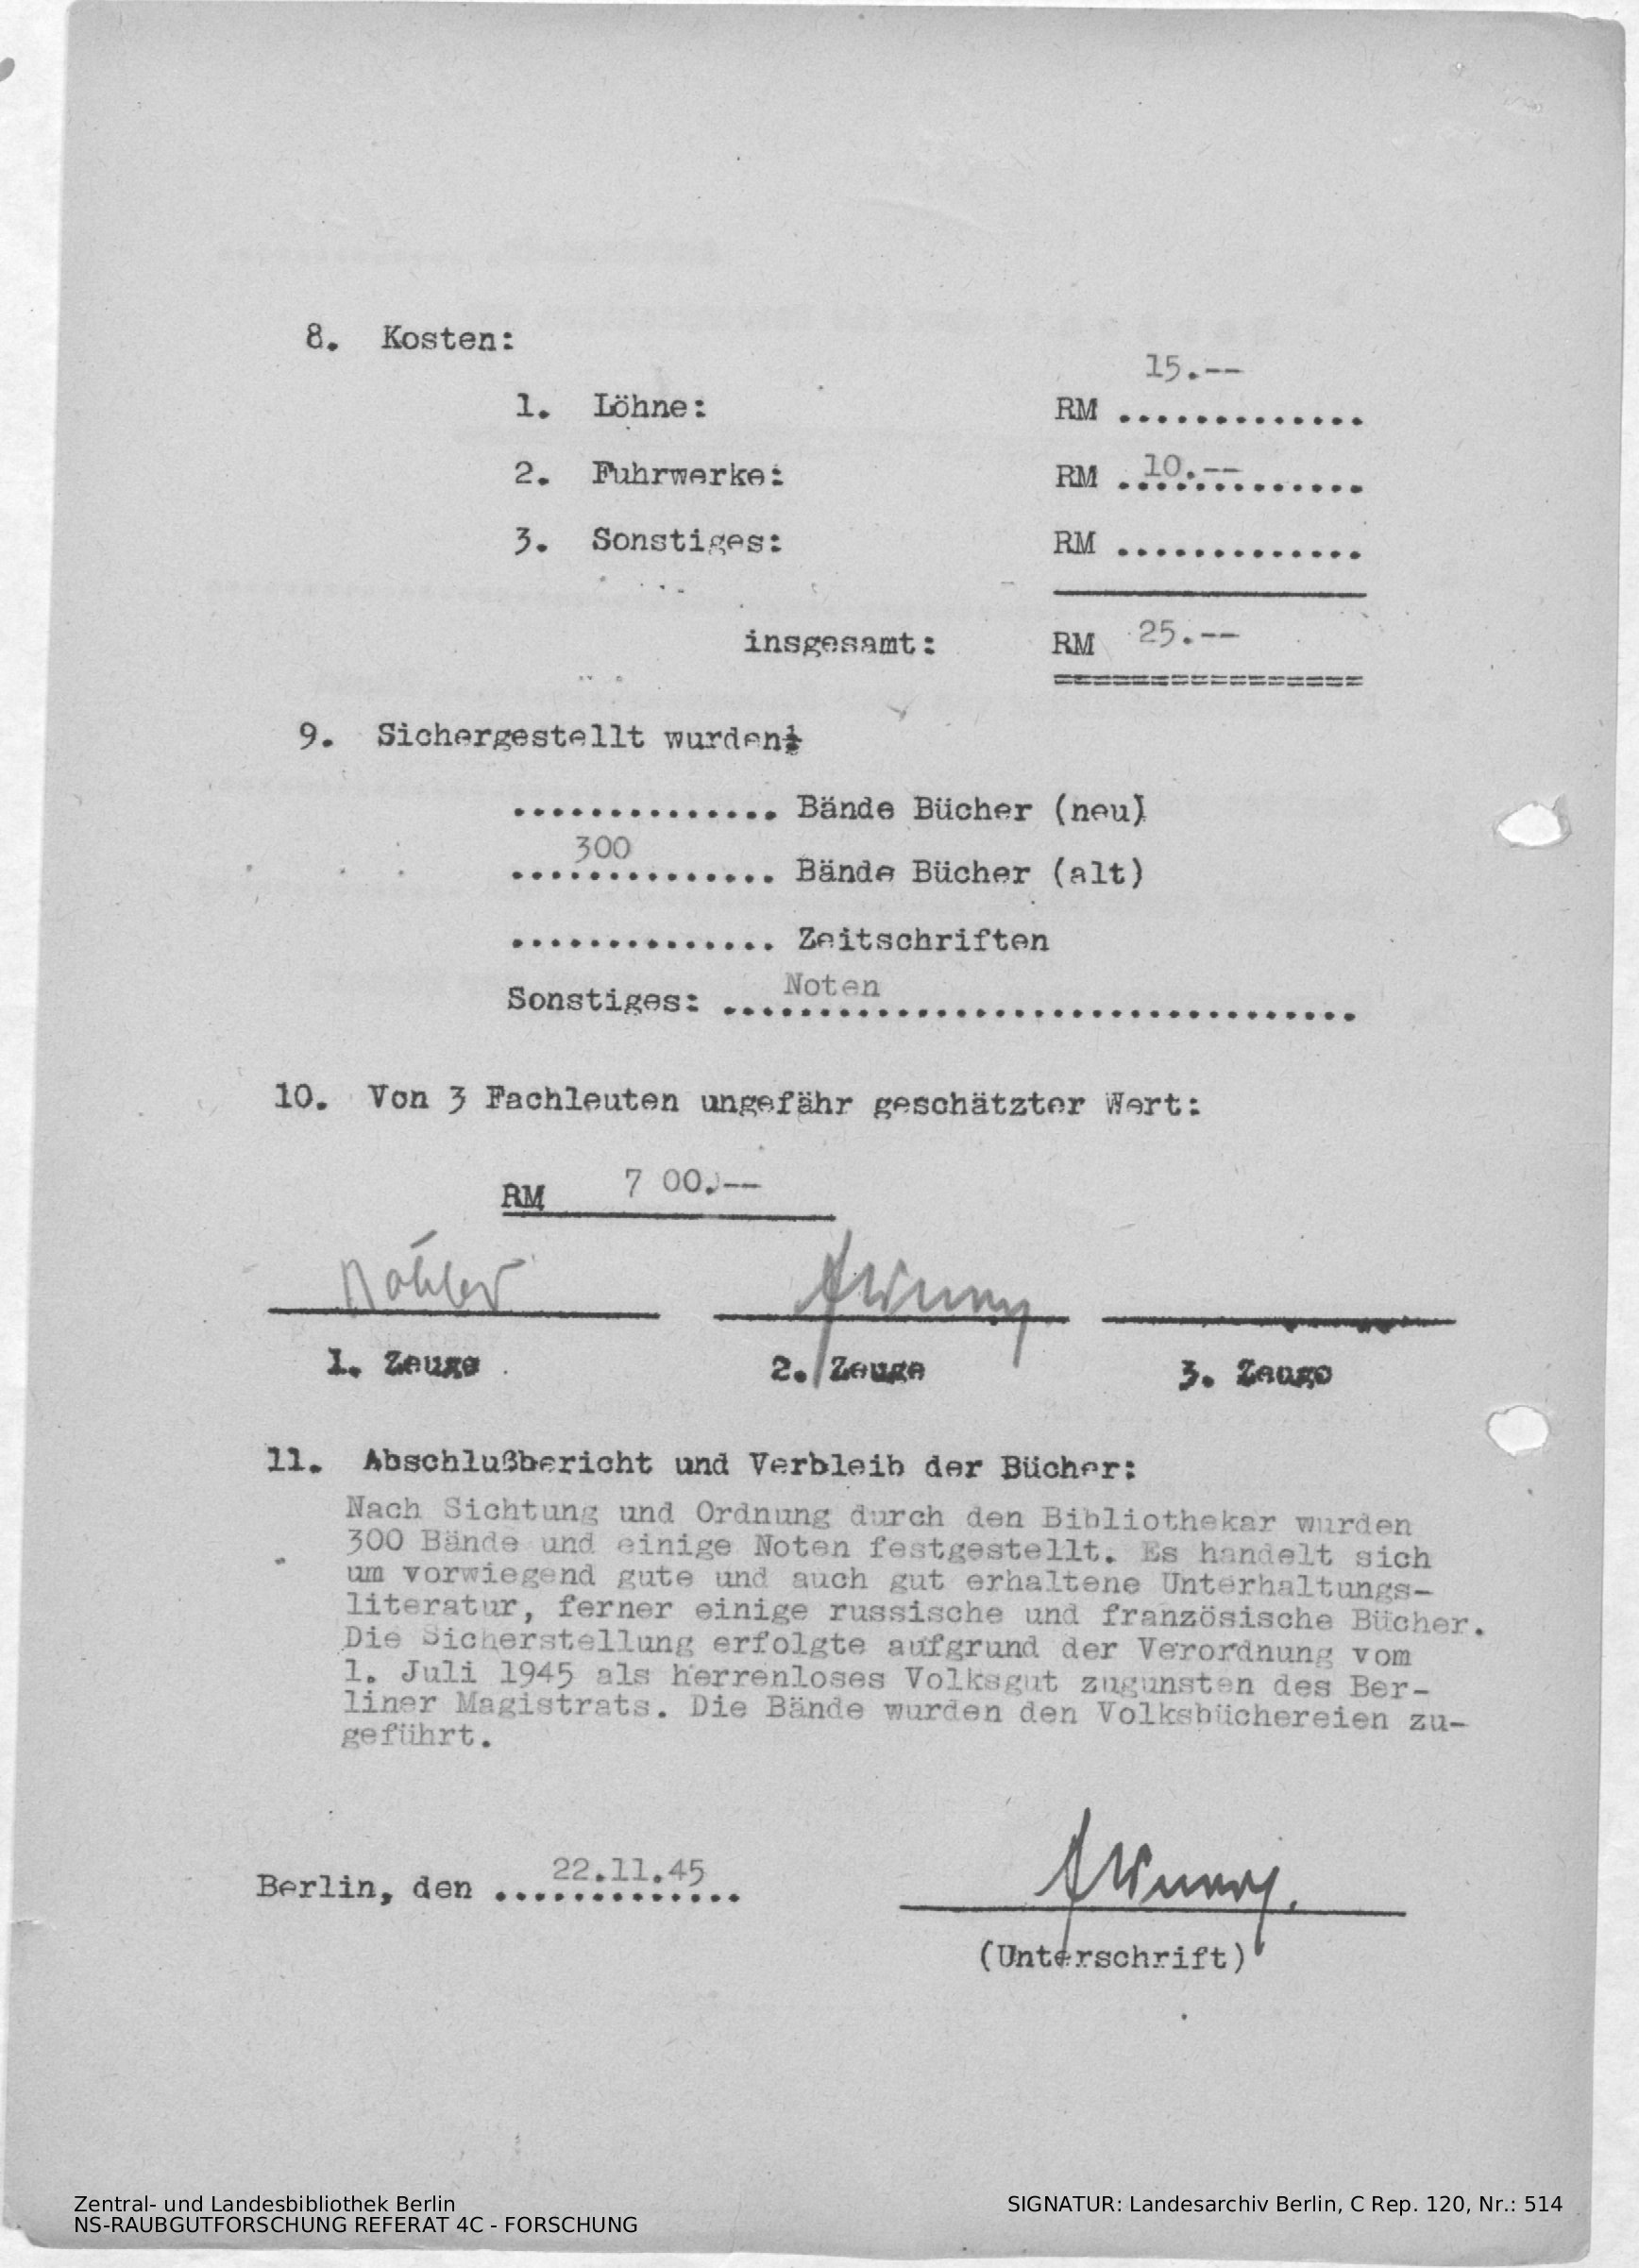 8. Kosten:
15.--
1. Löhne: RM .............
2. Fuhrwerke: RM .............
10.--
3. Sonstiges: RM .............
insgesamt: RM 25.--
================
9. Sichergestellt wurden:
.............. Bände Bücher (neu)
300
.............. Bände Bücher (alt)
.............. Zeitschriften
Noten
Sonstiges: .................................
10. Von 3 Fachleuten ungefähr geschätzter Wert:
RM 7 00.--
1. Zeuge 2. Zeuge 3. Zeuge
11. Abschlußbericht und Verbleib der Bücher:
Nach Sichtung und Ordnung durch den Bibliothekar wurden
300 Bände und einige Noten festgestellt. Es handelt sich
um vorwiegend gute und auch gut erhaltene Unterhaltungs-
literatur, ferner einige russische und französische Bücher.
Die Sicherstellung erfolgte aufgrund der Verordnung vom
1. Juli 1945 als herrenloses Volksgut zugunsten des Ber-
liner Magistrats. Die Bände wurden den Volksbüchereien zu-
geführt.
22.11.45
Berlin, den .............
(Unterschrift)
Zentral- und Landesbibliothek Berlin
NS-RAUBGUTFORSCHUNG REFERAT 4C - FORSCHUNG
SIGNATUR: Landesarchiv Berlin, C Rep. 120, Nr.: 514